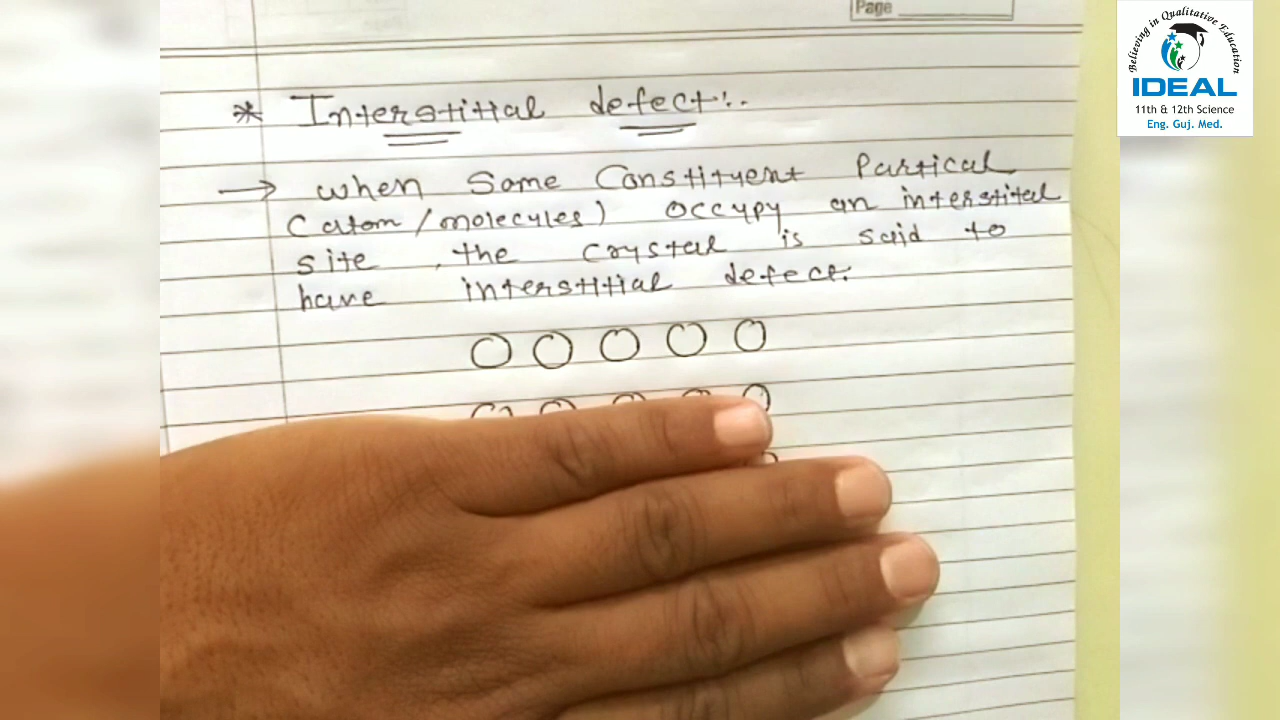 Page
Believing in Qualitative Education
IDEAL
11th & 12th Science
Eng. Guj. Med.
* Interstitial defect:.
→ When Some Constituent Partical
(atom/molecules) occupy an interstital
site, the crystal is said to
have interstitial defect.